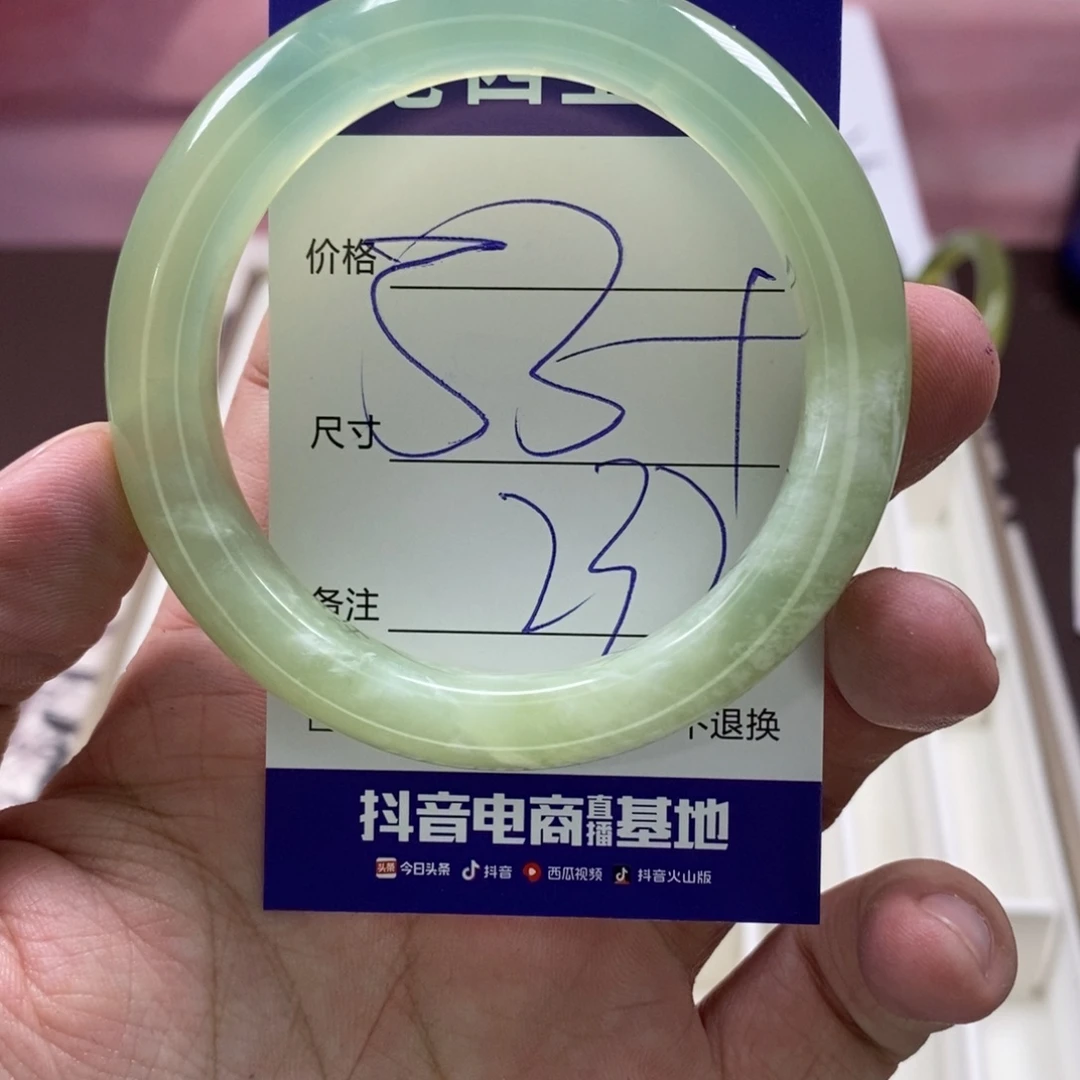 价格
53+
尺寸
备注
不退换
抖音电商直播基地
今日头条 抖音 西瓜视频 抖音火山版